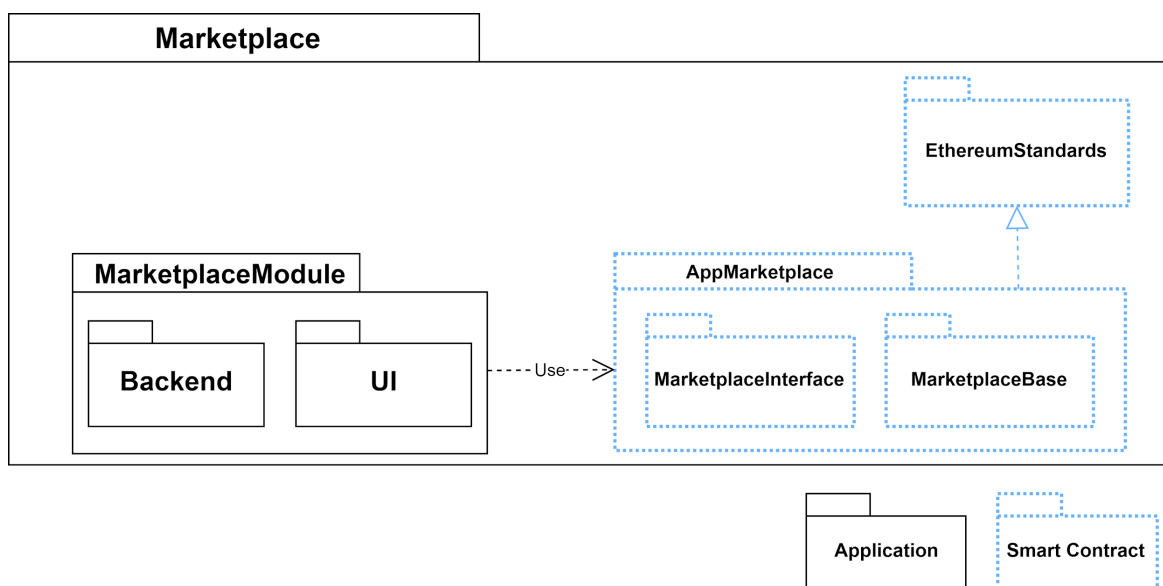 Marketplace
EthereumStandards
MarketplaceModule
AppMarketplace
Backend
UI
Use
MarketplaceInterface
MarketplaceBase
Application
Smart Contract